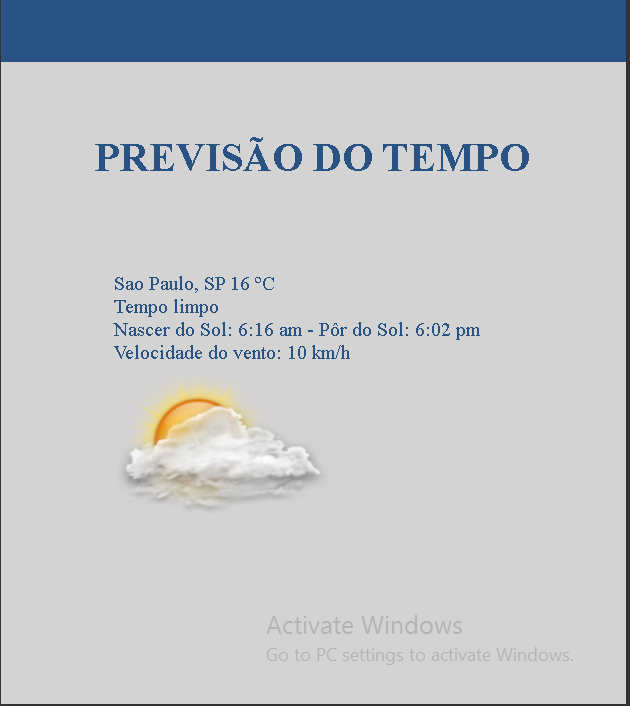 PREVISÃO DO TEMPO
Sao Paulo, SP 16 °C
Tempo limpo
Nascer do Sol: 6:16 am - Pôr do Sol: 6:02 pm
Velocidade do vento: 10 km/h
Activate Windows
Go to PC settings to activate Windows.